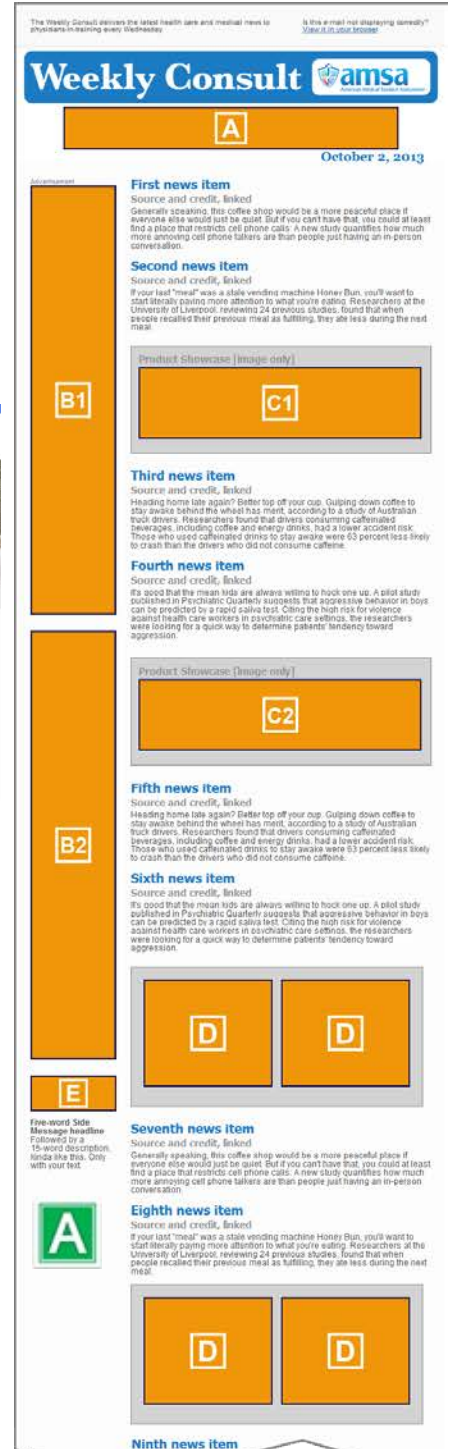 The Weekly Consult delivers the latest health care and medical news to
physicians-in-training every Wednesday.
Is this e-mail not displaying correctly?
View it in your browser.
Weekly Consult
amsa
American Medical Student Association
A
October 2, 2013
Advertisement
B1
B2
E
Five-word Side
Message headline
Followed by a
15-word description,
kinda like this. Only
with your text.
A
First news item
Source and credit, linked
Generally speaking, this coffee shop would be a more peaceful place if
everyone else would just be quiet. But if you can't have that, you could at least
find a place that restricts cell phone calls: A new study quantifies how much
more annoying cell phone talkers are than people just having an in-person
conversation.
Second news item
Source and credit, linked
If your last "meal" was a stale vending machine Honey Bun, you'll want to
start literally paying more attention to what you're eating. Researchers at the
University of Liverpool, reviewing 24 previous studies, found that when
people recalled their previous meal as fulfilling, they ate less during the next
meal.
Product Showcase [image only]
C1
Third news item
Source and credit, linked
Heading home late again? Better top off your cup. Gulping down coffee to
stay awake behind the wheel has merit, according to a study of Australian
truck drivers. Researchers found that drivers consuming caffeinated
beverages, including coffee and energy drinks, had a lower accident risk.
Those who used caffeinated drinks to stay awake were 63 percent less likely
to crash than the drivers who did not consume caffeine.
Fourth news item
Source and credit, linked
It's good that the mean kids are always willing to hock one up. A pilot study
published in Psychiatric Quarterly suggests that aggressive behavior in boys
can be predicted by a rapid saliva test. Citing the high risk for violence
against health care workers in psychiatric care settings, the researchers
were looking for a quick way to determine patients' tendency toward
aggression.
Product Showcase [image only]
C2
Fifth news item
Source and credit, linked
Heading home late again? Better top off your cup. Gulping down coffee to
stay awake behind the wheel has merit, according to a study of Australian
truck drivers. Researchers found that drivers consuming caffeinated
beverages, including coffee and energy drinks, had a lower accident risk.
Those who used caffeinated drinks to stay awake were 63 percent less likely
to crash than the drivers who did not consume caffeine.
Sixth news item
Source and credit, linked
It's good that the mean kids are always willing to hock one up. A pilot study
published in Psychiatric Quarterly suggests that aggressive behavior in boys
can be predicted by a rapid saliva test. Citing the high risk for violence
against health care workers in psychiatric care settings, the researchers
were looking for a quick way to determine patients' tendency toward
aggression.
D D
Seventh news item
Source and credit, linked
Generally speaking, this coffee shop would be a more peaceful place if
everyone else would just be quiet. But if you can't have that, you could at least
find a place that restricts cell phone calls: A new study quantifies how much
more annoying cell phone talkers are than people just having an in-person
conversation.
Eighth news item
Source and credit, linked
If your last "meal" was a stale vending machine Honey Bun, you'll want to
start literally paying more attention to what you're eating. Researchers at the
University of Liverpool, reviewing 24 previous studies, found that when
people recalled their previous meal as fulfilling, they ate less during the next
meal.
D D
Ninth news item